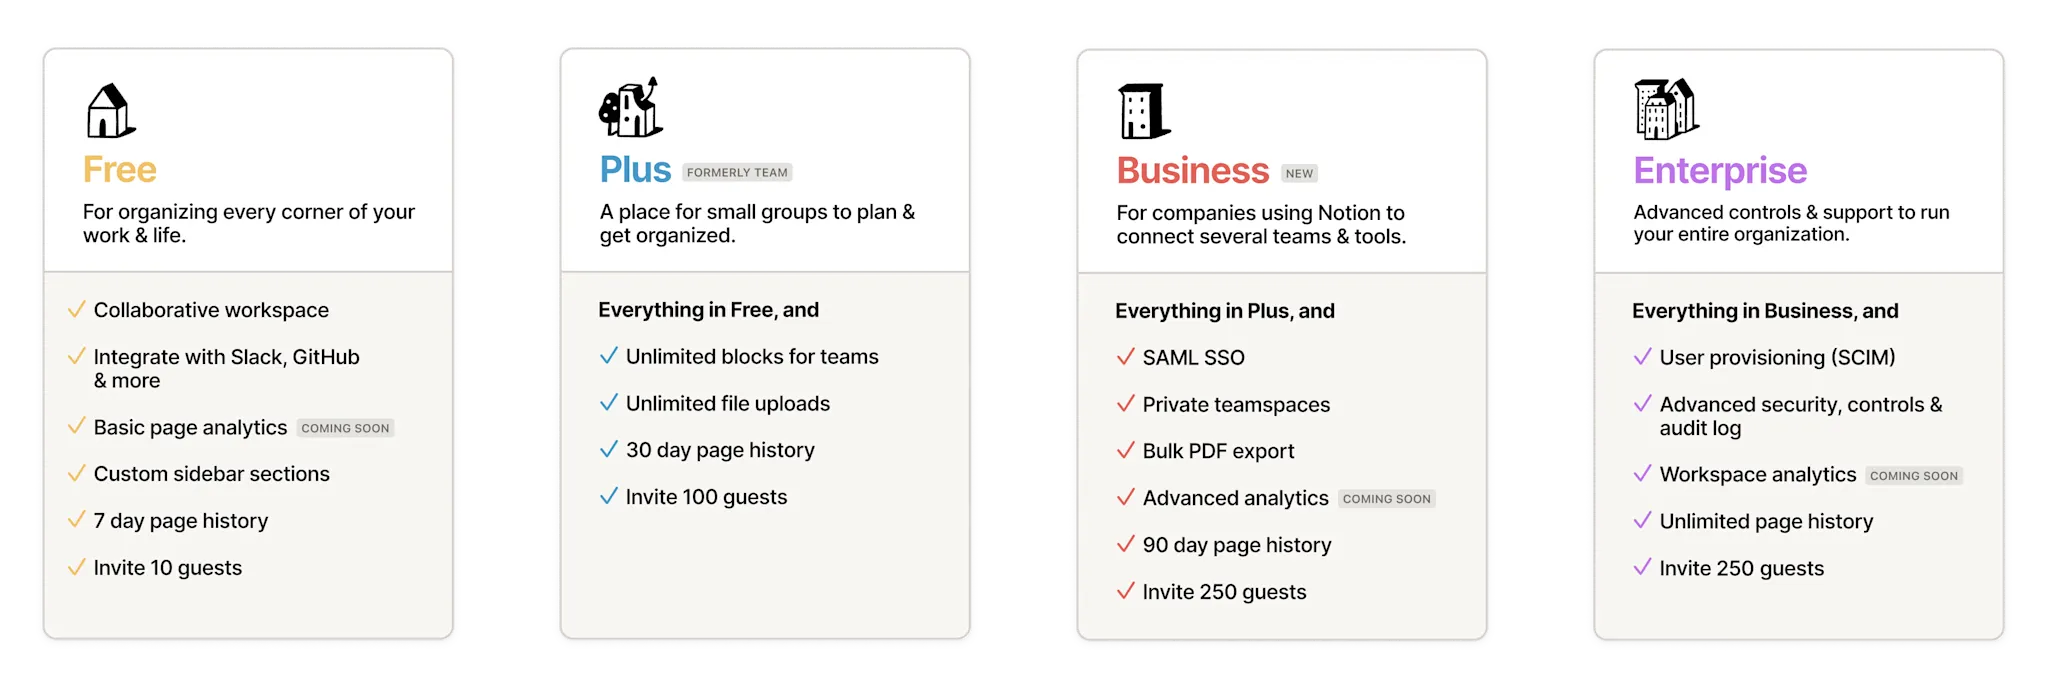 Free
For organizing every corner of your
work & life.
Collaborative workspace
Integrate with Slack, GitHub
& more
Basic page analytics COMING SOON
Custom sidebar sections
7 day page history
Invite 10 guests
Plus FORMERLY TEAM
A place for small groups to plan &
get organized.
Everything in Free, and
Unlimited blocks for teams
Unlimited file uploads
30 day page history
Invite 100 guests
Business NEW
For companies using Notion to
connect several teams & tools.
Everything in Plus, and
SAML SSO
Private teamspaces
Bulk PDF export
Advanced analytics COMING SOON
90 day page history
Invite 250 guests
Enterprise
Advanced controls & support to run
your entire organization.
Everything in Business, and
User provisioning (SCIM)
Advanced security, controls &
audit log
Workspace analytics COMING SOON
Unlimited page history
Invite 250 guests